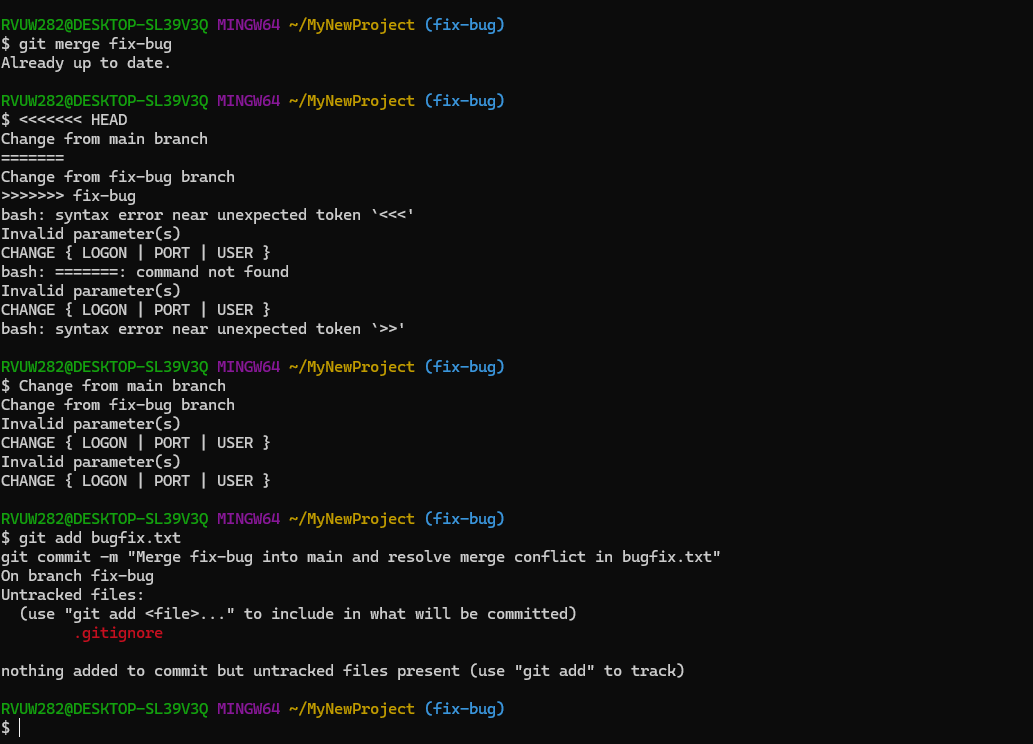 RVUW282@DESKTOP-SL39V3Q MINGW64 ~/MyNewProject (fix-bug)
$ git merge fix-bug
Already up to date.
RVUW282@DESKTOP-SL39V3Q MINGW64 ~/MyNewProject (fix-bug)
$ <<<<<<< HEAD
Change from main branch
=======
Change from fix-bug branch
>>>>>>> fix-bug
bash: syntax error near unexpected token `<<<'
Invalid parameter(s)
CHANGE { LOGON | PORT | USER }
bash: =======: command not found
Invalid parameter(s)
CHANGE { LOGON | PORT | USER }
bash: syntax error near unexpected token `>>'
RVUW282@DESKTOP-SL39V3Q MINGW64 ~/MyNewProject (fix-bug)
$ Change from main branch
Change from fix-bug branch
Invalid parameter(s)
CHANGE { LOGON | PORT | USER }
Invalid parameter(s)
CHANGE { LOGON | PORT | USER }
RVUW282@DESKTOP-SL39V3Q MINGW64 ~/MyNewProject (fix-bug)
$ git add bugfix.txt
git commit -m "Merge fix-bug into main and resolve merge conflict in bugfix.txt"
On branch fix-bug
Untracked files:
  (use "git add <file>..." to include in what will be committed)
        .gitignore
nothing added to commit but untracked files present (use "git add" to track)
RVUW282@DESKTOP-SL39V3Q MINGW64 ~/MyNewProject (fix-bug)
$